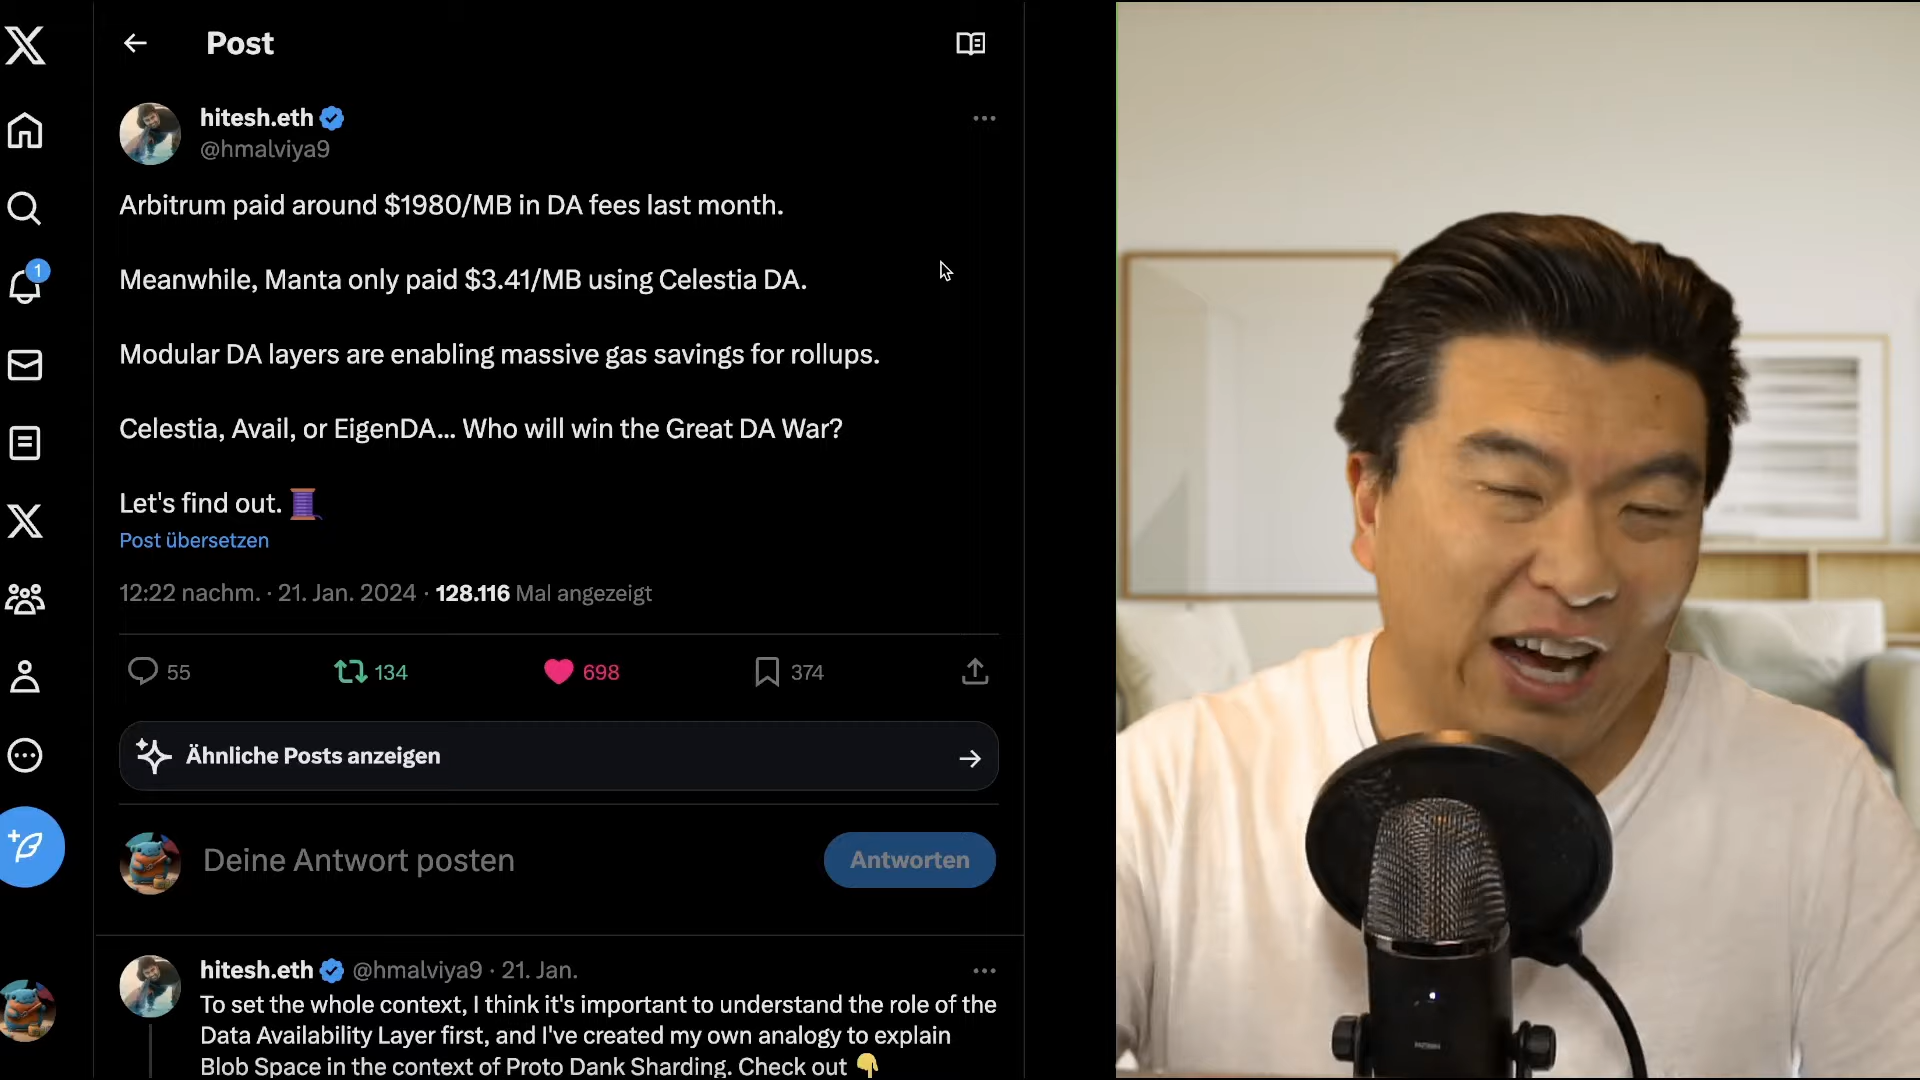 Post
hitesh.eth
@hmalviya9
Arbitrum paid around $1980/MB in DA fees last month.
Meanwhile, Manta only paid $3.41/MB using Celestia DA.
Modular DA layers are enabling massive gas savings for rollups.
Celestia, Avail, or EigenDA... Who will win the Great DA War?
Let's find out. 🧵
Post übersetzen
12:22 nachm. · 21. Jan. 2024 · 128.116 Mal angezeigt
55 134 698 374
Ähnliche Posts anzeigen
Deine Antwort posten
Antworten
hitesh.eth @hmalviya9 · 21. Jan.
To set the whole context, I think it's important to understand the role of the
Data Availability Layer first, and I've created my own analogy to explain
Blob Space in the context of Proto Dank Sharding. Check out 👇
1